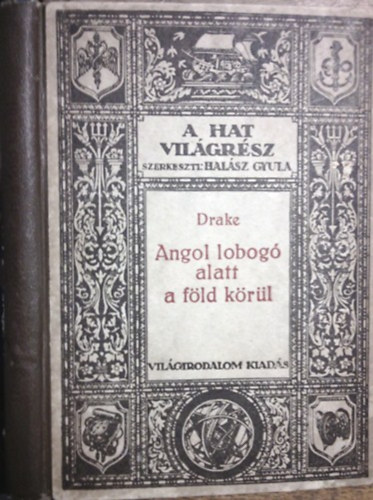 A HAT
VILÁGRÉSZ
SZERKESZTI: HALÁSZ GYULA
Drake
Angol lobogó
alatt
a föld körül
VILÁGIRODALOM KIADÁS